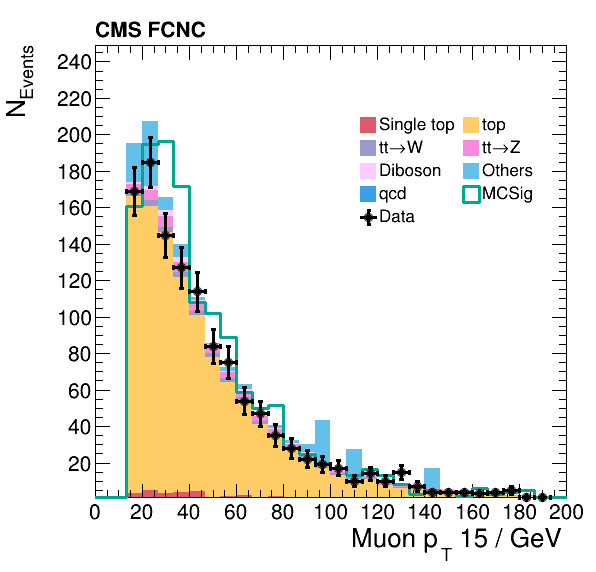 CMS FCNC
N_Events
240
220
200
180
160
140
120
100
80
60
40
20
Single top top
tt→W tt→Z
Diboson Others
qcd MCSig
Data
0 20 40 60 80 100 120 140 160 180 200
Muon p_T 15 / GeV